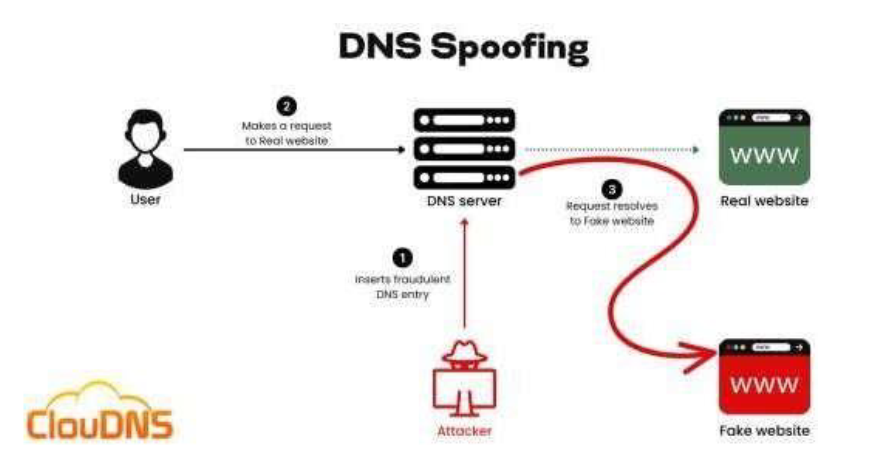 DNS Spoofing
2
Makes a request
to Real website
User
DNS server
www
Real website
3
Request resolves
to Fake website
1
Inserts fraudulent
DNS entry
Attacker
www
Fake website
ClouDNS